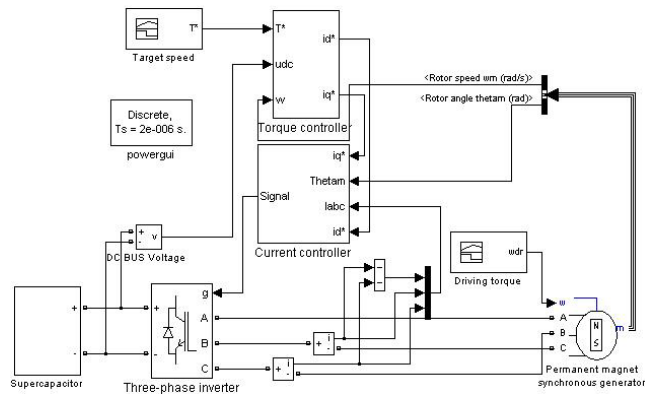 T*
Target speed
T*
udc
w
id*
iq*
Torque controller
<Rotor speed wm (rad/s)>
<Rotor angle thetam (rad)>
Discrete,
Ts = 2e-006 s.
powergui
Signal
iq*
Thetam
Iabc
id*
Current controller
+
-
v
DC BUS Voltage
wdr
Driving torque
+
-
Supercapacitor
+
-
g
A
B
C
Three-phase inverter
-
+
i
-
+
i
-
w
A
B
C
N
S
m
Permanent magnet
synchronous generator